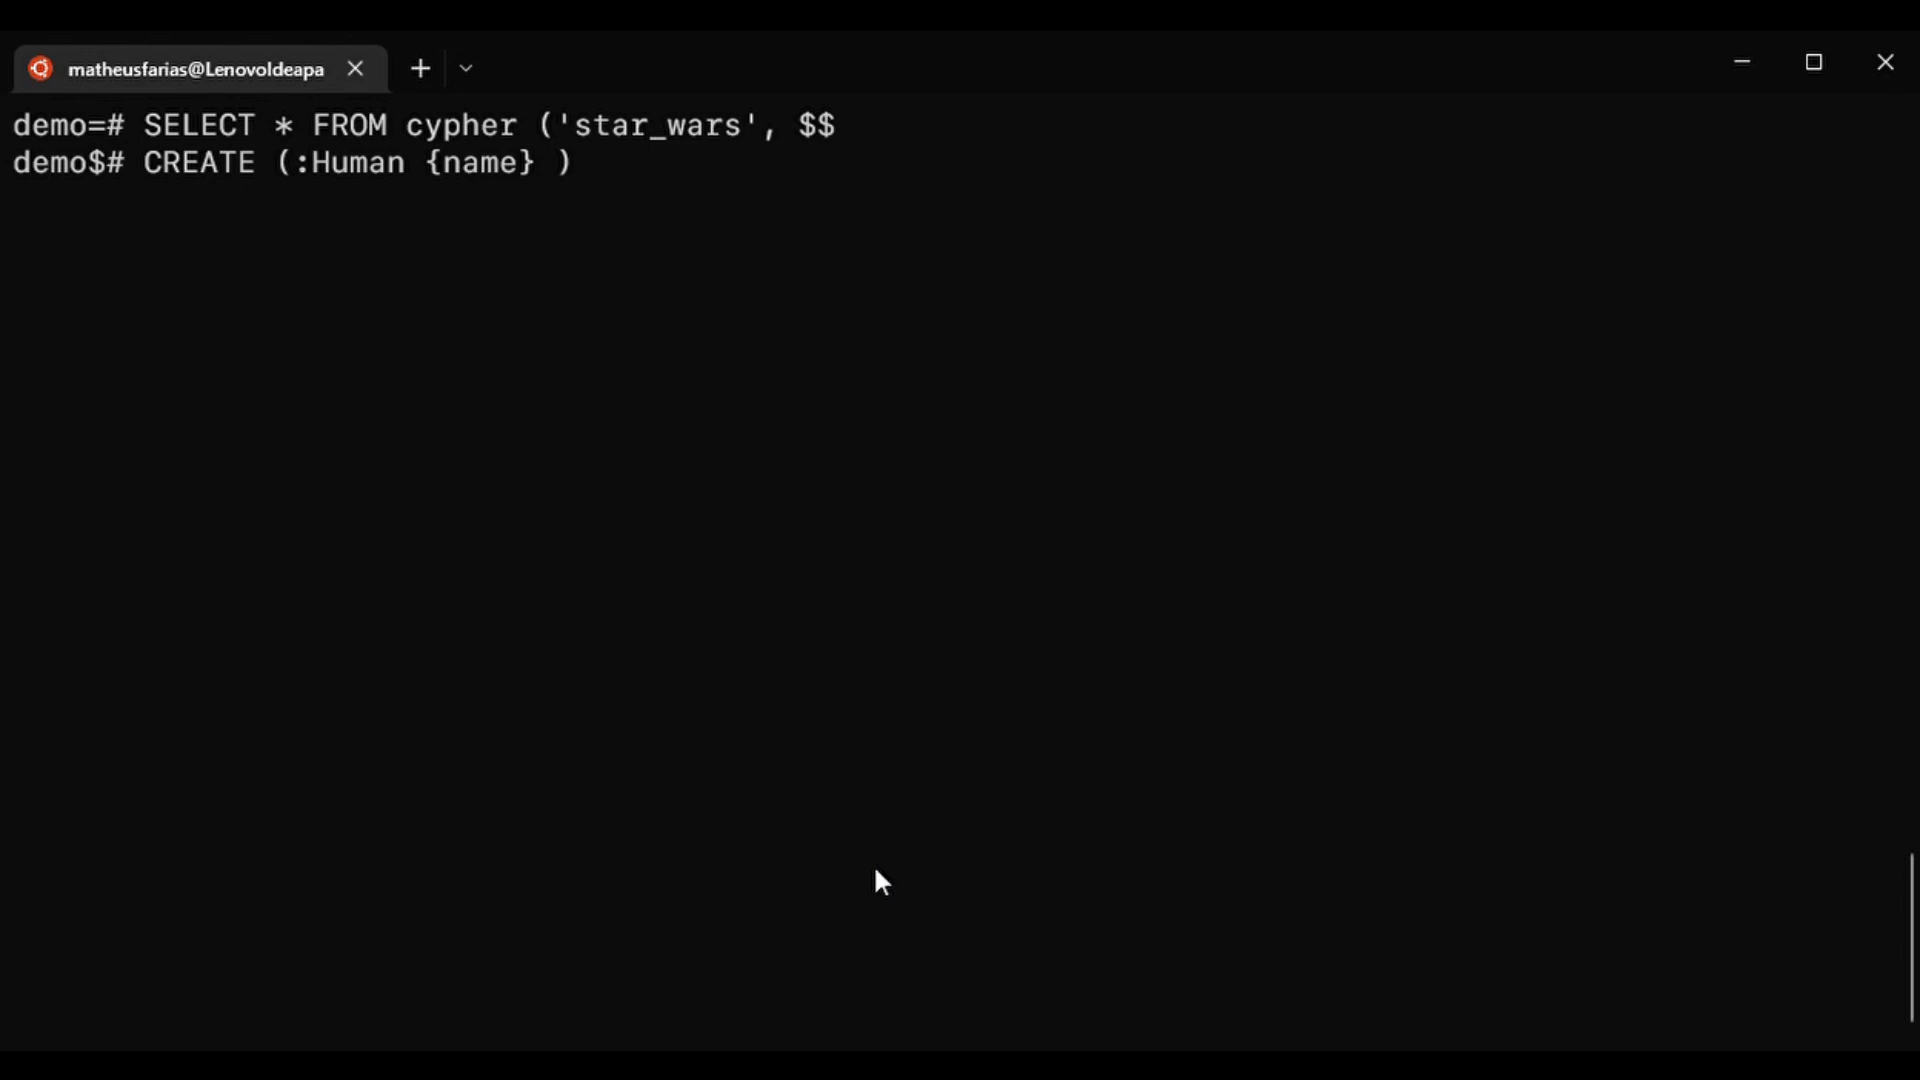 matheusfarias@Lenovoldeapa
demo=# SELECT * FROM cypher ('star_wars', $$
demo$# CREATE (:Human {name} )